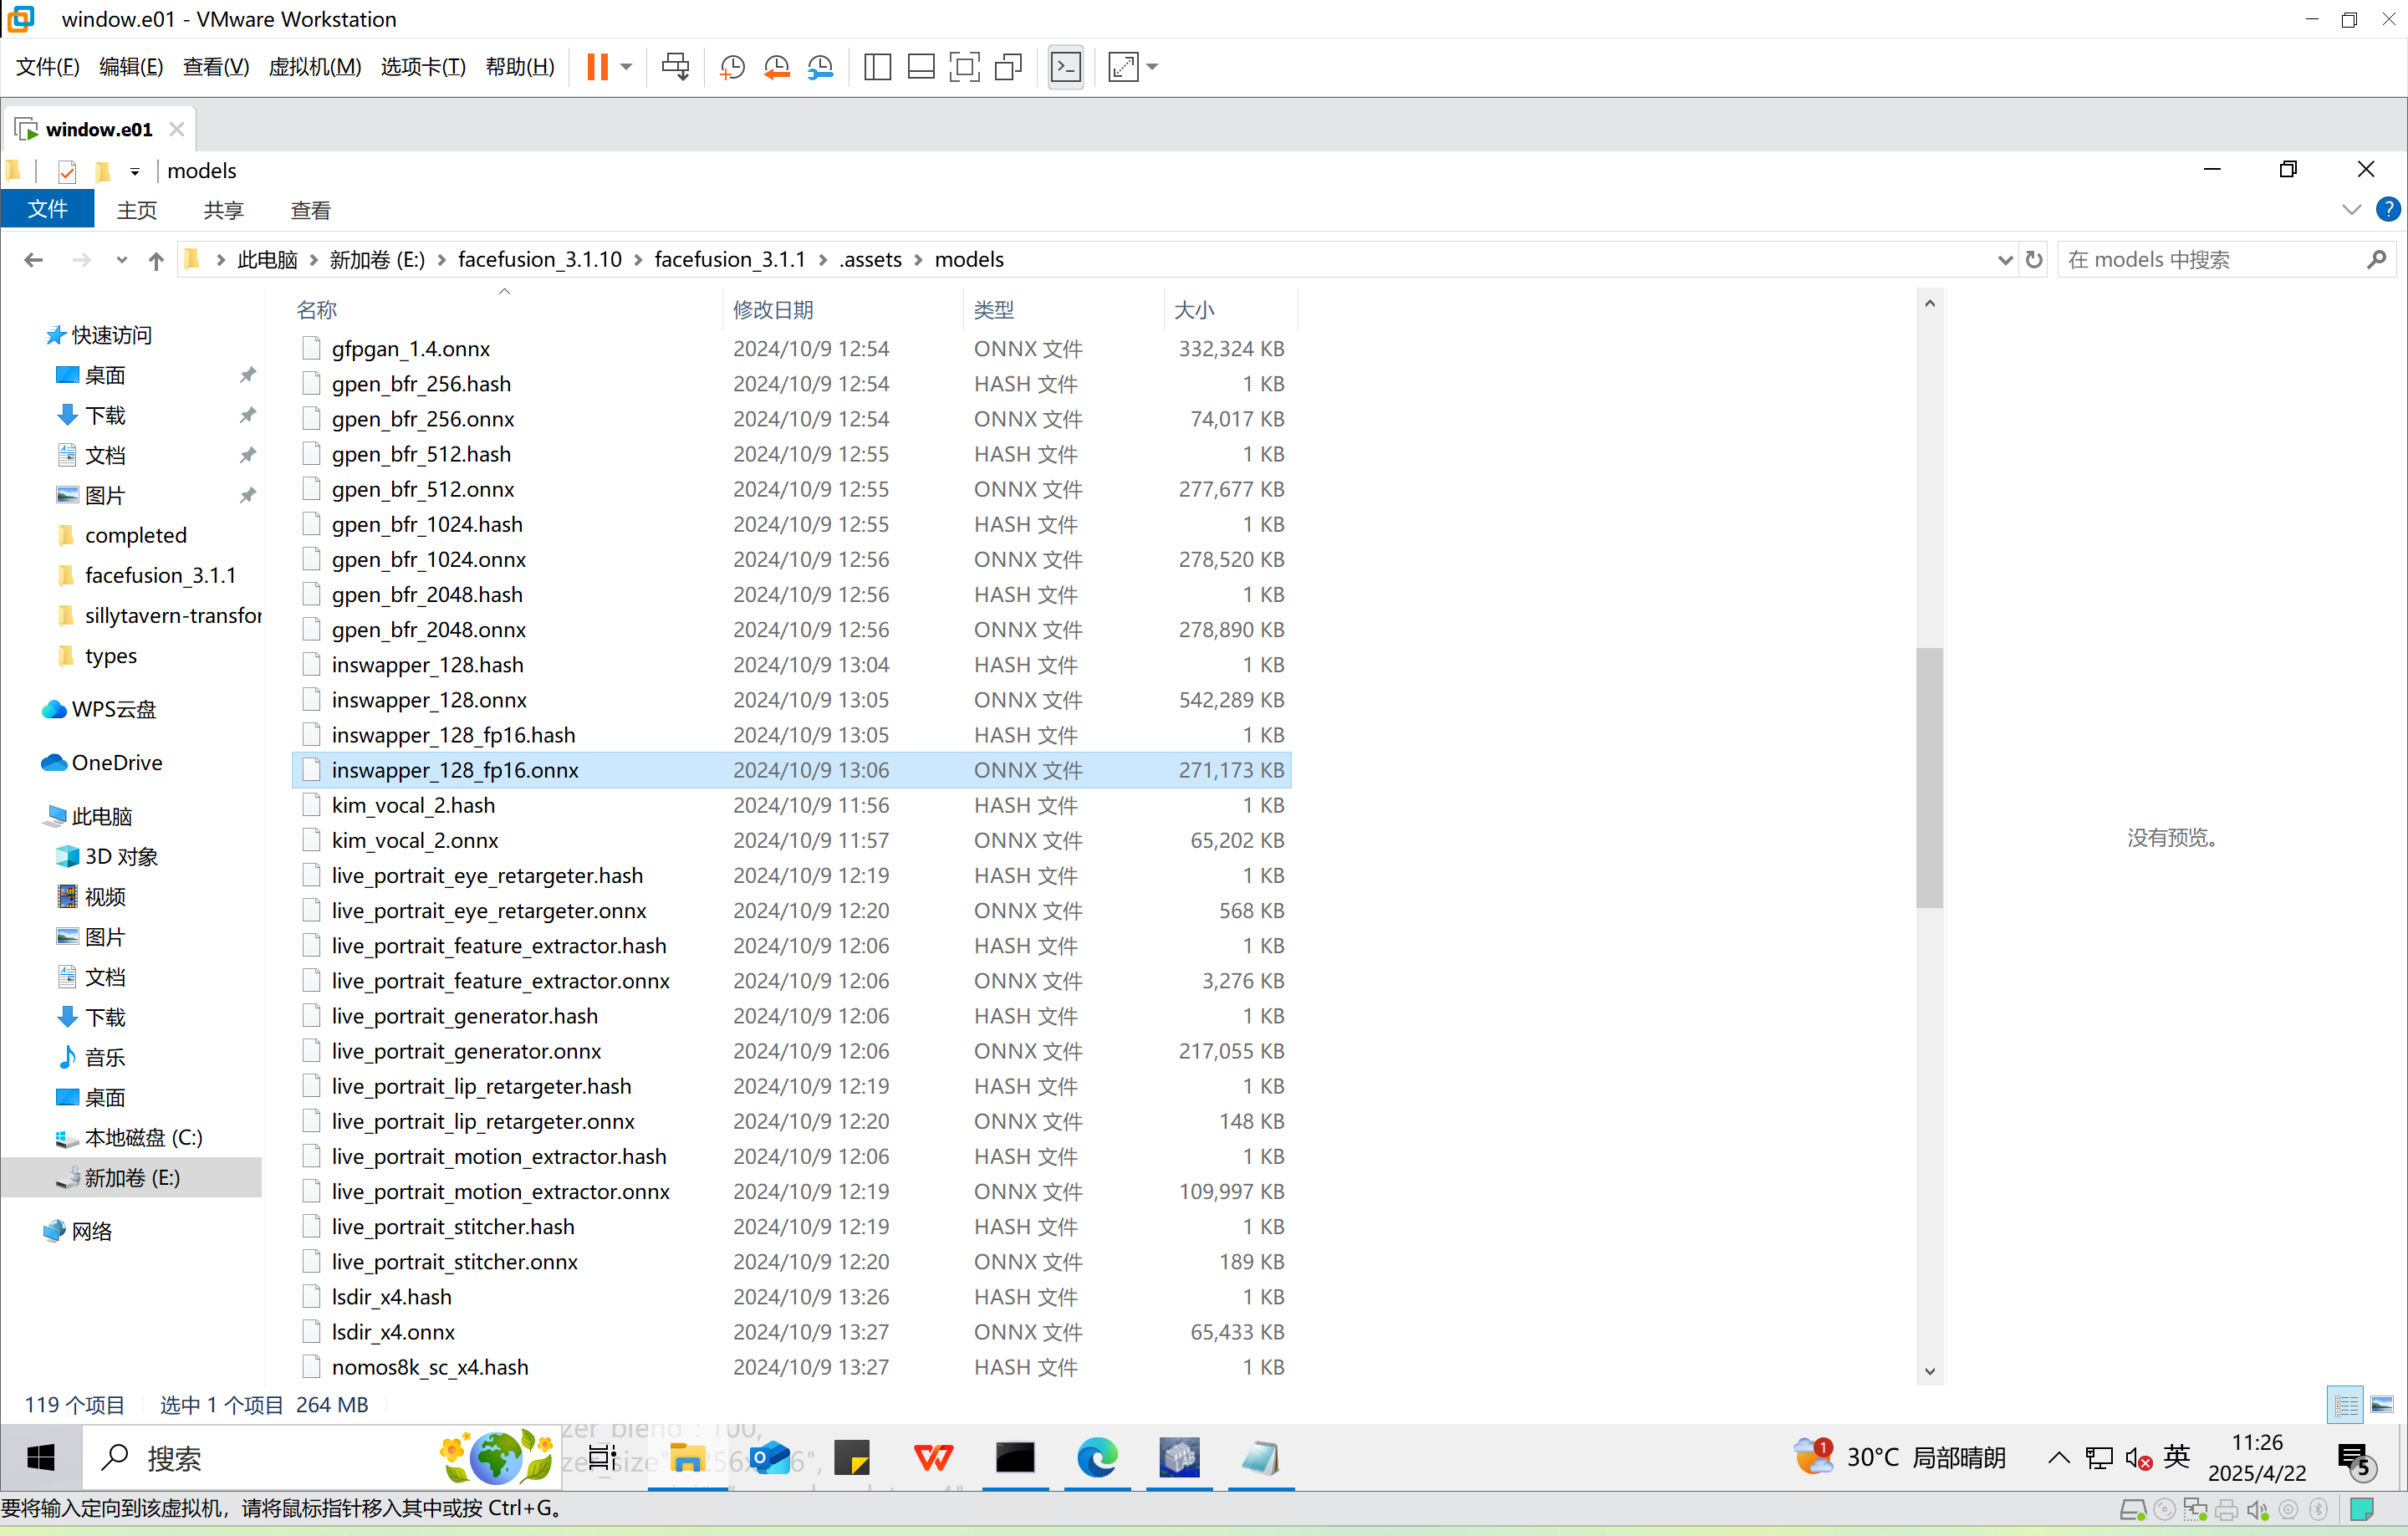 window.e01 - VMware Workstation
文件(F) 编辑(E) 查看(V) 虚拟机(M) 选项卡(T) 帮助(H)
window.e01
models
文件 主页 共享 查看
此电脑 新加卷 (E:) facefusion_3.1.10 facefusion_3.1.1 .assets models
在 models 中搜索
名称 修改日期 类型 大小
快速访问
桌面
下载
文档
图片
completed
facefusion_3.1.1
sillytavern-transfor
types
WPS云盘
OneDrive
此电脑
3D 对象
视频
图片
文档
下载
音乐
桌面
本地磁盘 (C:)
新加卷 (E:)
网络
gfpgan_1.4.onnx 2024/10/9 12:54 ONNX 文件 332,324 KB
gpen_bfr_256.hash 2024/10/9 12:54 HASH 文件 1 KB
gpen_bfr_256.onnx 2024/10/9 12:54 ONNX 文件 74,017 KB
gpen_bfr_512.hash 2024/10/9 12:55 HASH 文件 1 KB
gpen_bfr_512.onnx 2024/10/9 12:55 ONNX 文件 277,677 KB
gpen_bfr_1024.hash 2024/10/9 12:55 HASH 文件 1 KB
gpen_bfr_1024.onnx 2024/10/9 12:56 ONNX 文件 278,520 KB
gpen_bfr_2048.hash 2024/10/9 12:56 HASH 文件 1 KB
gpen_bfr_2048.onnx 2024/10/9 12:56 ONNX 文件 278,890 KB
inswapper_128.hash 2024/10/9 13:04 HASH 文件 1 KB
inswapper_128.onnx 2024/10/9 13:05 ONNX 文件 542,289 KB
inswapper_128_fp16.hash 2024/10/9 13:05 HASH 文件 1 KB
inswapper_128_fp16.onnx 2024/10/9 13:06 ONNX 文件 271,173 KB
kim_vocal_2.hash 2024/10/9 11:56 HASH 文件 1 KB
kim_vocal_2.onnx 2024/10/9 11:57 ONNX 文件 65,202 KB
live_portrait_eye_retargeter.hash 2024/10/9 12:19 HASH 文件 1 KB
live_portrait_eye_retargeter.onnx 2024/10/9 12:20 ONNX 文件 568 KB
live_portrait_feature_extractor.hash 2024/10/9 12:06 HASH 文件 1 KB
live_portrait_feature_extractor.onnx 2024/10/9 12:06 ONNX 文件 3,276 KB
live_portrait_generator.hash 2024/10/9 12:06 HASH 文件 1 KB
live_portrait_generator.onnx 2024/10/9 12:06 ONNX 文件 217,055 KB
live_portrait_lip_retargeter.hash 2024/10/9 12:19 HASH 文件 1 KB
live_portrait_lip_retargeter.onnx 2024/10/9 12:20 ONNX 文件 148 KB
live_portrait_motion_extractor.hash 2024/10/9 12:06 HASH 文件 1 KB
live_portrait_motion_extractor.onnx 2024/10/9 12:19 ONNX 文件 109,997 KB
live_portrait_stitcher.hash 2024/10/9 12:19 HASH 文件 1 KB
live_portrait_stitcher.onnx 2024/10/9 12:20 ONNX 文件 189 KB
lsdir_x4.hash 2024/10/9 13:26 HASH 文件 1 KB
lsdir_x4.onnx 2024/10/9 13:27 ONNX 文件 65,433 KB
nomos8k_sc_x4.hash 2024/10/9 13:27 HASH 文件 1 KB
没有预览。
119 个项目 选中 1 个项目 264 MB
搜索
1 30°C 局部晴朗 英 11:26
2025/4/22
5
要将输入定向到该虚拟机，请将鼠标指针移入其中或按 Ctrl+G。